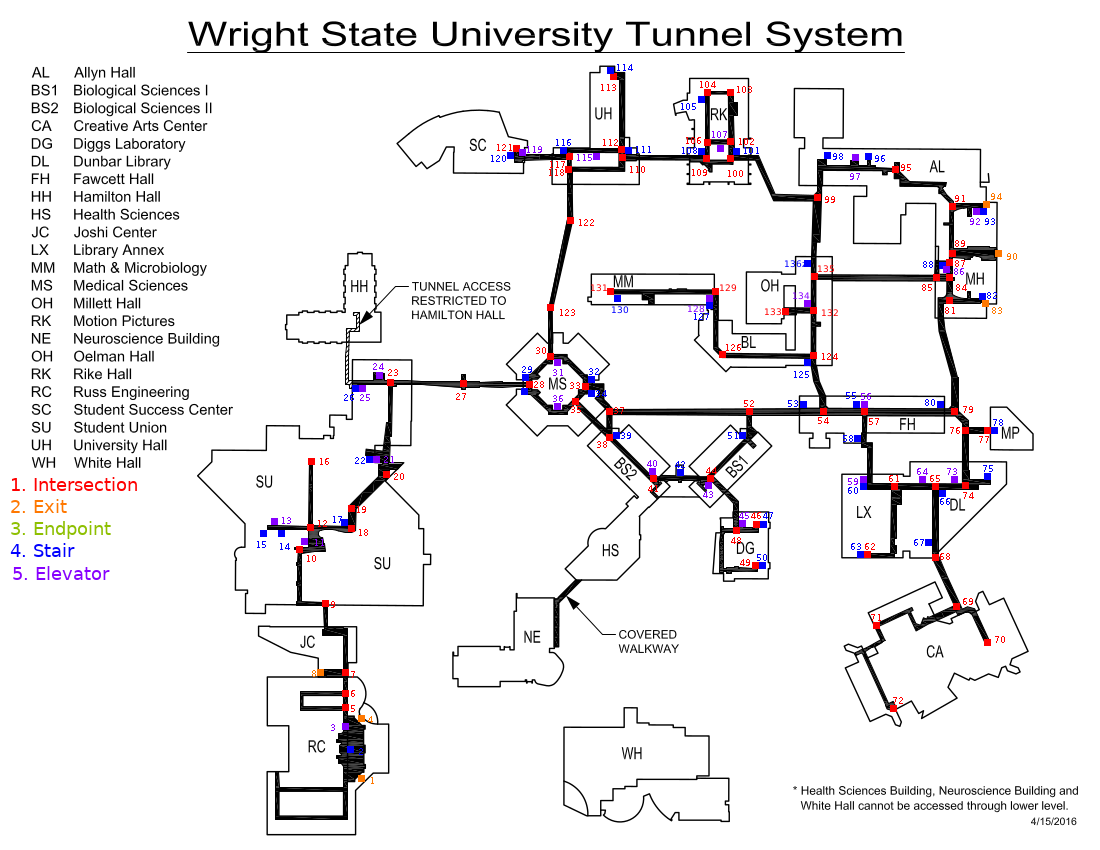 Wright State University Tunnel System
AL Allyn Hall
BS1 Biological Sciences I
BS2 Biological Sciences II
CA Creative Arts Center
DG Diggs Laboratory
DL Dunbar Library
FH Fawcett Hall
HH Hamilton Hall
HS Health Sciences
JC Joshi Center
LX Library Annex
MM Math & Microbiology
MS Medical Sciences
OH Millett Hall
RK Motion Pictures
NE Neuroscience Building
OH Oelman Hall
RK Rike Hall
RC Russ Engineering
SC Student Success Center
SU Student Union
UH University Hall
WH White Hall
1. Intersection
2. Exit
3. Endpoint
4. Stair
5. Elevator
114
113
UH
112
111
110
115
116
117
118
SC
121
119
120
104
103
105
RK
106
107
102
108
101
109
100
98
96
97
95
AL
99
91
94
92
93
89
90
88
87
86
MH
85
84
82
81
83
122
123
HH
TUNNEL ACCESS
RESTRICTED TO
HAMILTON HALL
MM
131
130
129
128
127
BL
126
136
135
OH
134
133
132
124
125
30
29
31
32
28
MS
33
36
35
24
23
26
25
27
37
38
39
52
53
54
55
56
57
58
80
79
FH
76
77
78
MP
BS2
40
42
BS1
51
43
22
20
19
17
18
SU
16
13
12
15
14
10
SU
9
45
46
47
48
DG
49
50
HS
NE
COVERED
WALKWAY
59
60
61
64
65
73
75
74
66
DL
LX
63
62
67
68
69
71
70
CA
72
JC
8
7
6
5
4
3
RC
1
WH
* Health Sciences Building, Neuroscience Building and
White Hall cannot be accessed through lower level.
4/15/2016